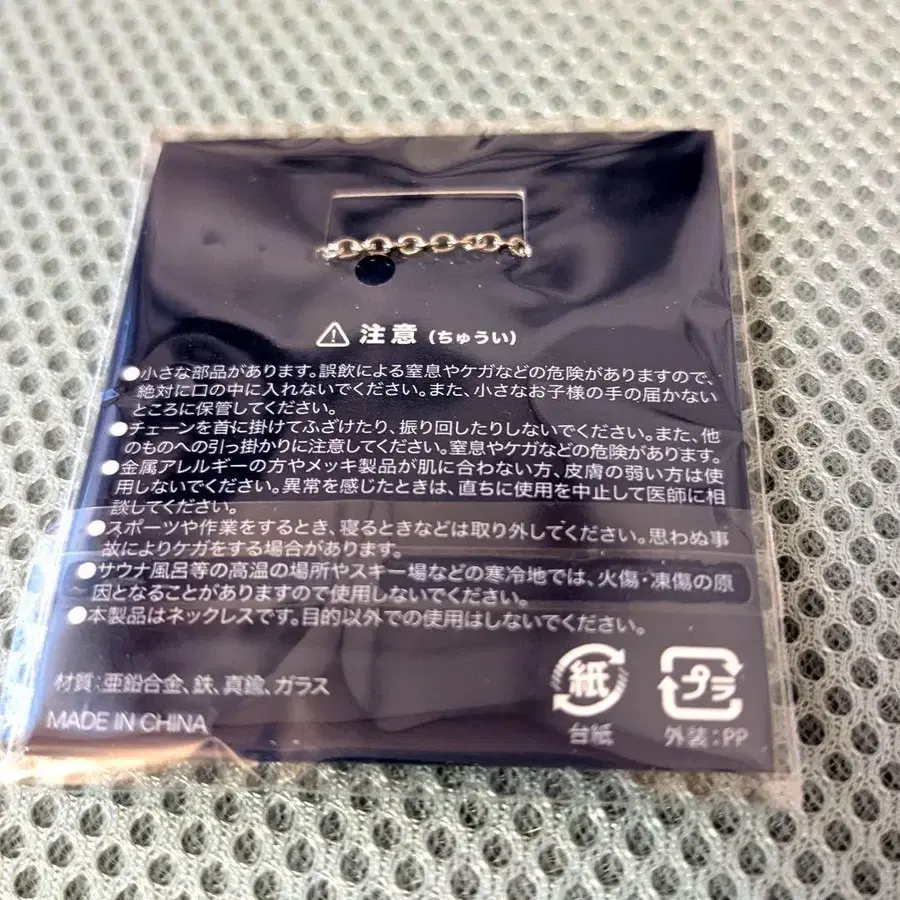 ⚠ 注意 (ちゅうい)
●小さな部品があります。誤飲による窒息やケガなどの危険がありますので、
絶対に口の中に入れないでください。また、小さなお子様の手の届かない
ところに保管してください。
●チェーンを首に掛けてふざけたり、振り回したりしないでください。また、他
のものへの引っ掛かりに注意してください。窒息やケガなどの危険があります。
●金属アレルギーの方やメッキ製品が肌に合わない方、皮膚の弱い方は使
用しないでください。異常を感じたときは、直ちに使用を中止して医師に相
談してください。
●スポーツや作業をするとき、寝るときなどは取り外してください。思わぬ事
故によりケガをする場合があります。
●サウナ風呂等の高温の場所やスキー場などの寒冷地では、火傷・凍傷の原
因となることがありますので使用しないでください。
●本製品はネックレスです。目的以外での使用はしないでください。
材質:亜鉛合金、鉄、真鍮、ガラス
MADE IN CHINA
紙
台紙
プラ
外装:PP